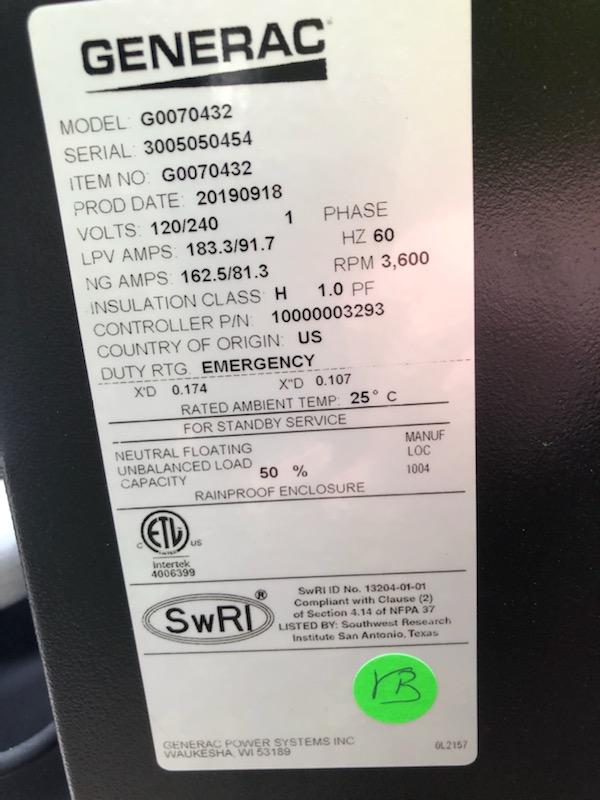 GENERAC
MODEL: G0070432
SERIAL: 3005050454
ITEM NO: G0070432
PROD DATE: 20190918
VOLTS: 120/240 1 PHASE
LPV AMPS: 183.3/91.7 HZ 60
NG AMPS: 162.5/81.3 RPM 3,600
INSULATION CLASS: H 1.0 PF
CONTROLLER P/N: 10000003293
COUNTRY OF ORIGIN: US
DUTY RTG EMERGENCY
X'D 0.174 X"D 0.107
RATED AMBIENT TEMP: 25° C
FOR STANDBY SERVICE
NEUTRAL FLOATING
UNBALANCED LOAD
CAPACITY 50 %
MANUF
LOC
1004
RAINPROOF ENCLOSURE
C ETL US
LISTED
Intertek
4006399
SwRI ®
SwRI ID No. 13204-01-01
Compliant with Clause (2)
of Section 4.14 of NFPA 37
LISTED BY: Southwest Research
Institute San Antonio, Texas
GENERAC POWER SYSTEMS INC
WAUKESHA, WI 53189
0L2157